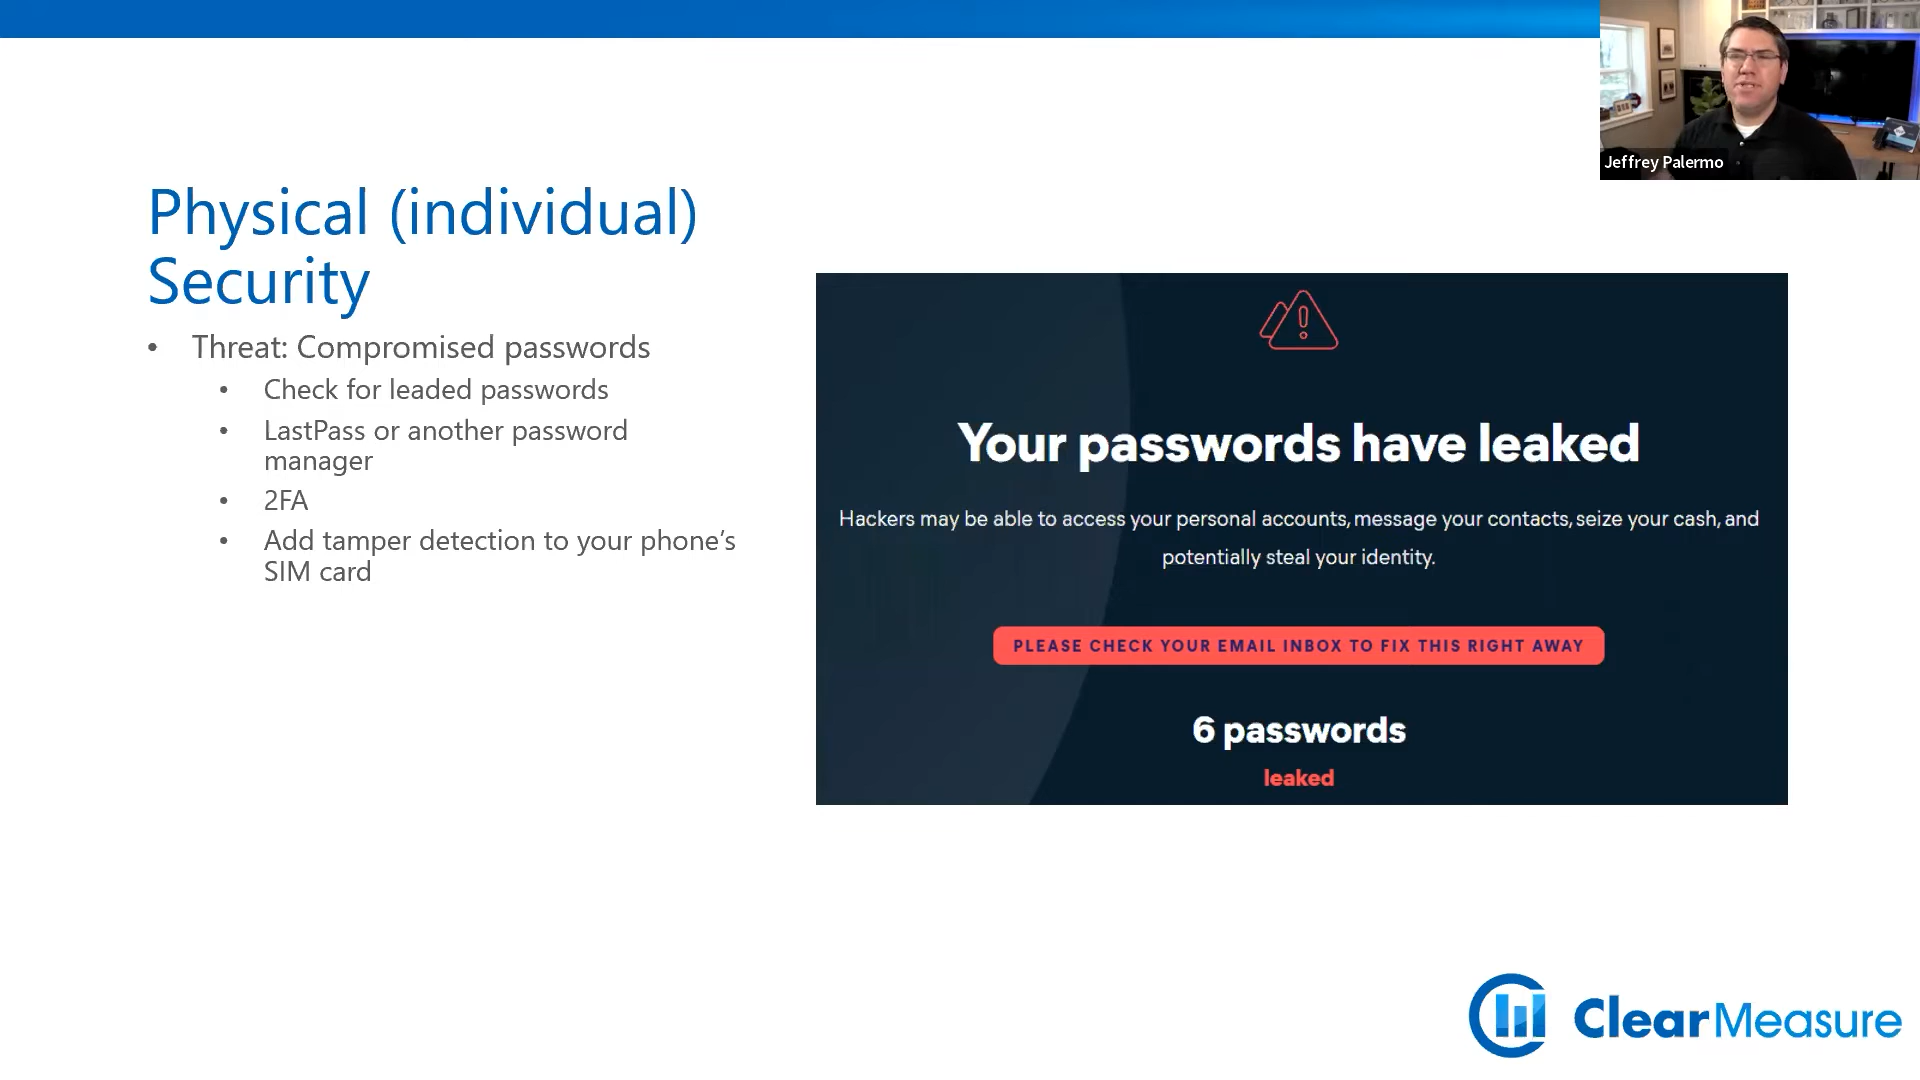 Jeffrey Palermo
Physical (individual)
Security
• Threat: Compromised passwords
• Check for leaded passwords
• LastPass or another password
manager
• 2FA
• Add tamper detection to your phone’s
SIM card
Your passwords have leaked
Hackers may be able to access your personal accounts, message your contacts, seize your cash, and
potentially steal your identity.
PLEASE CHECK YOUR EMAIL INBOX TO FIX THIS RIGHT AWAY
6 passwords
leaked
ClearMeasure